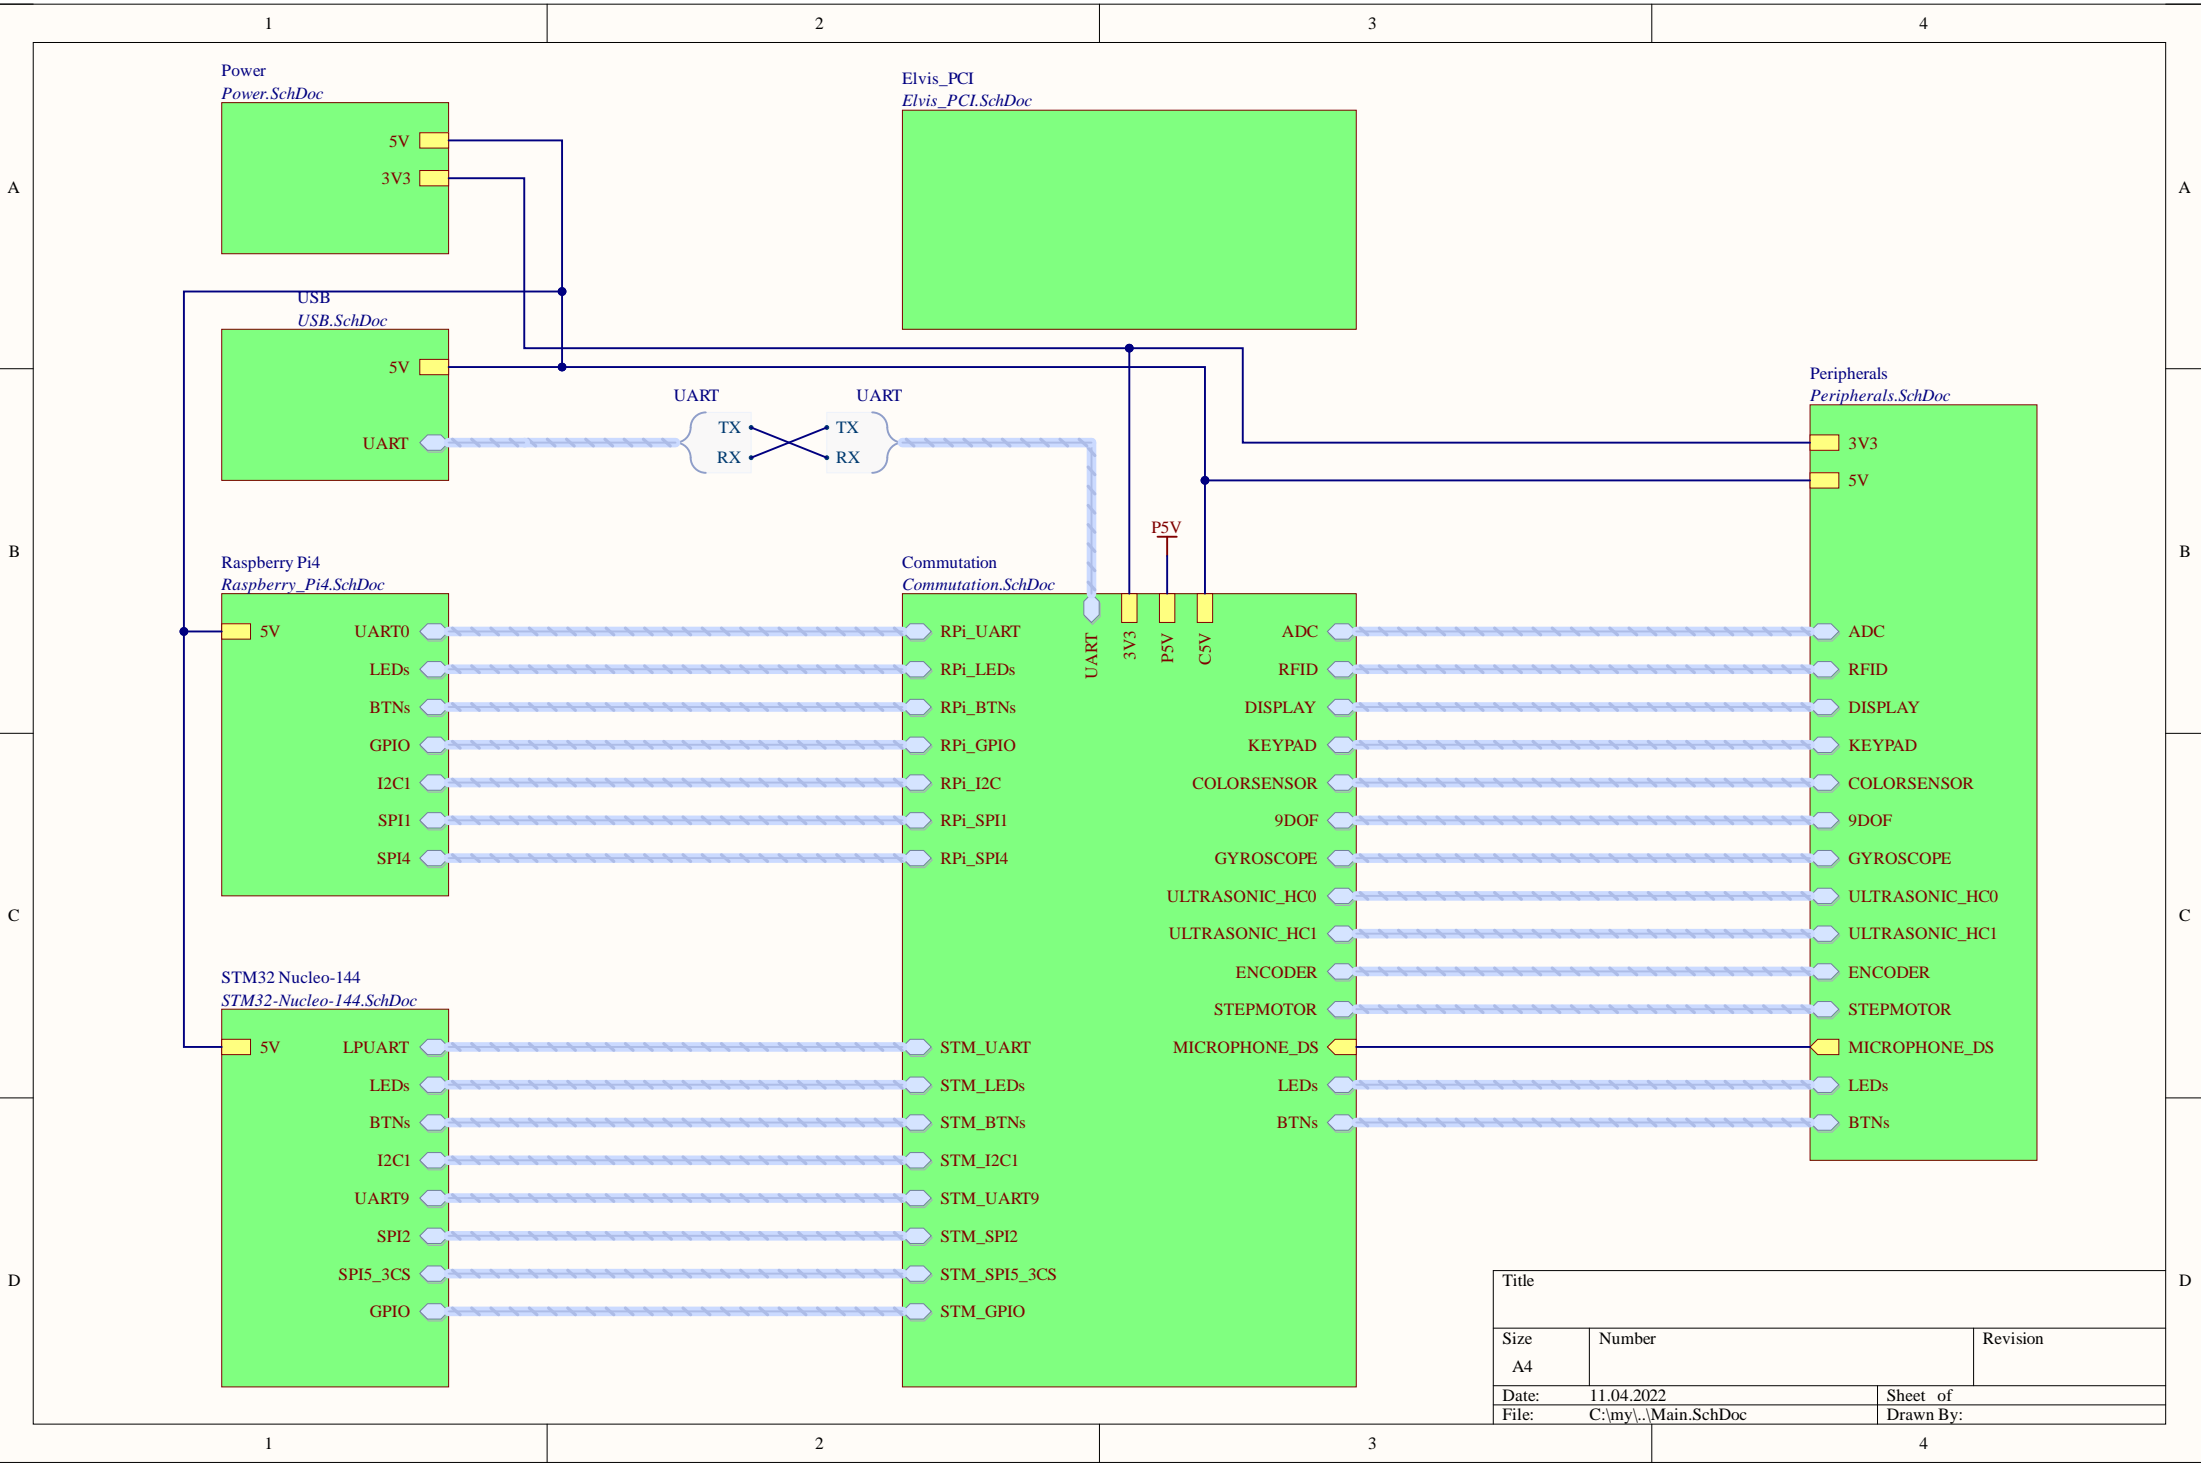 1 2 3 4
A
B
C
D
A
B
C
D
Power
Power.SchDoc
5V
3V3
Elvis_PCI
Elvis_PCI.SchDoc
USB
USB.SchDoc
5V
UART
UART
TX
RX
UART
TX
RX
Raspberry Pi4
Raspberry_Pi4.SchDoc
5V
UART0
LEDs
BTNs
GPIO
I2C1
SPI1
SPI4
STM32 Nucleo-144
STM32-Nucleo-144.SchDoc
5V
LPUART
LEDs
BTNs
I2C1
UART9
SPI2
SPI5_3CS
GPIO
P5V
Commutation
Commutation.SchDoc
UART
3V3
P5V
C5V
RPi_UART
RPi_LEDs
RPi_BTNs
RPi_GPIO
RPi_I2C
RPi_SPI1
RPi_SPI4
STM_UART
STM_LEDs
STM_BTNs
STM_I2C1
STM_UART9
STM_SPI2
STM_SPI5_3CS
STM_GPIO
ADC
RFID
DISPLAY
KEYPAD
COLORSENSOR
9DOF
GYROSCOPE
ULTRASONIC_HC0
ULTRASONIC_HC1
ENCODER
STEPMOTOR
MICROPHONE_DS
LEDs
BTNs
Peripherals
Peripherals.SchDoc
3V3
5V
ADC
RFID
DISPLAY
KEYPAD
COLORSENSOR
9DOF
GYROSCOPE
ULTRASONIC_HC0
ULTRASONIC_HC1
ENCODER
STEPMOTOR
MICROPHONE_DS
LEDs
BTNs
Title
Size Number Revision
A4
Date: 11.04.2022 Sheet of
File: C:\my\..\Main.SchDoc Drawn By:
1 2 3 4